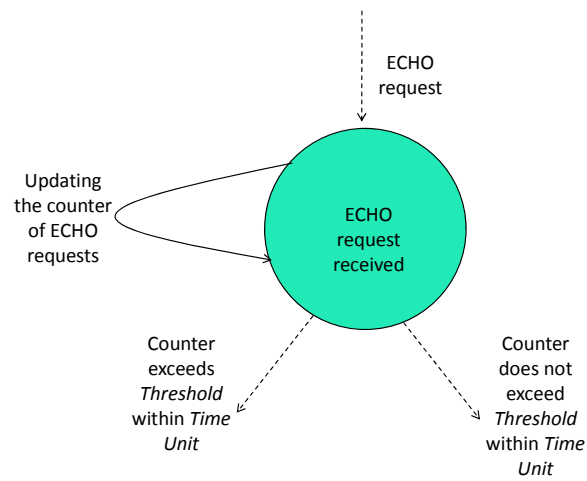 ECHO
request
Updating
the counter
of ECHO
requests
ECHO
request
received
Counter
exceeds
Threshold
within Time
Unit
Counter
does not
exceed
Threshold
within Time
Unit